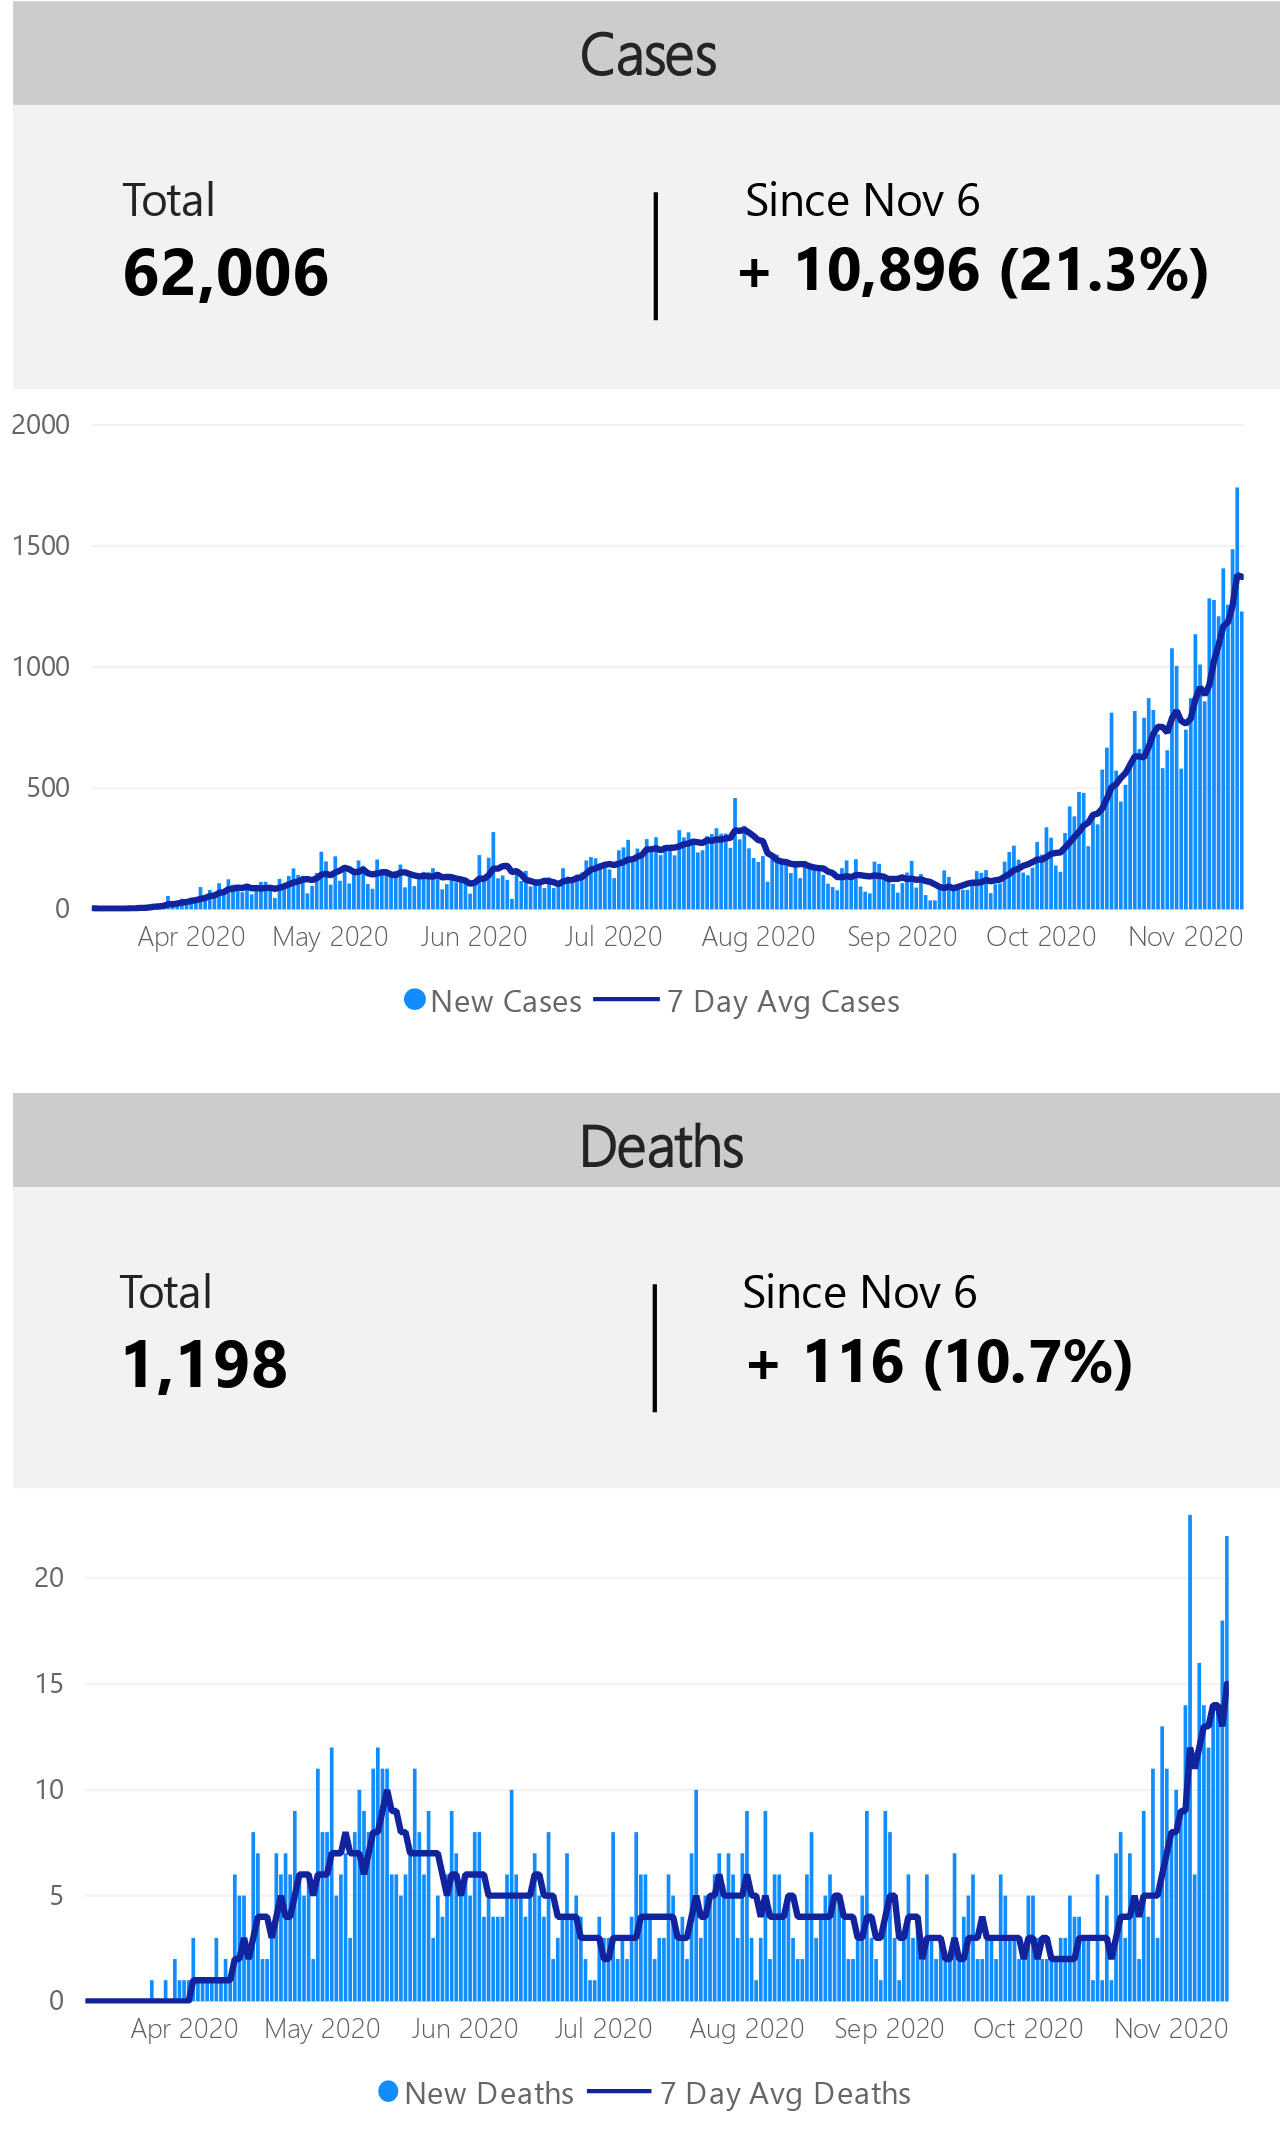 Cases
Total
Since Nov 6
62,006
+ 10,896 (21.3%)
2000
1500
1000
500
0
Apr 2020 May 2020 Jun 2020 Jul 2020 Aug 2020 Sep 2020 Oct 2020 Nov 2020
New Cases 7 Day Avg Cases
Deaths
Total
Since Nov 6
1,198
+ 116 (10.7%)
20
15
10
5
0
Apr 2020 May 2020 Jun 2020 Jul 2020 Aug 2020 Sep 2020 Oct 2020 Nov 2020
New Deaths 7 Day Avg Deaths